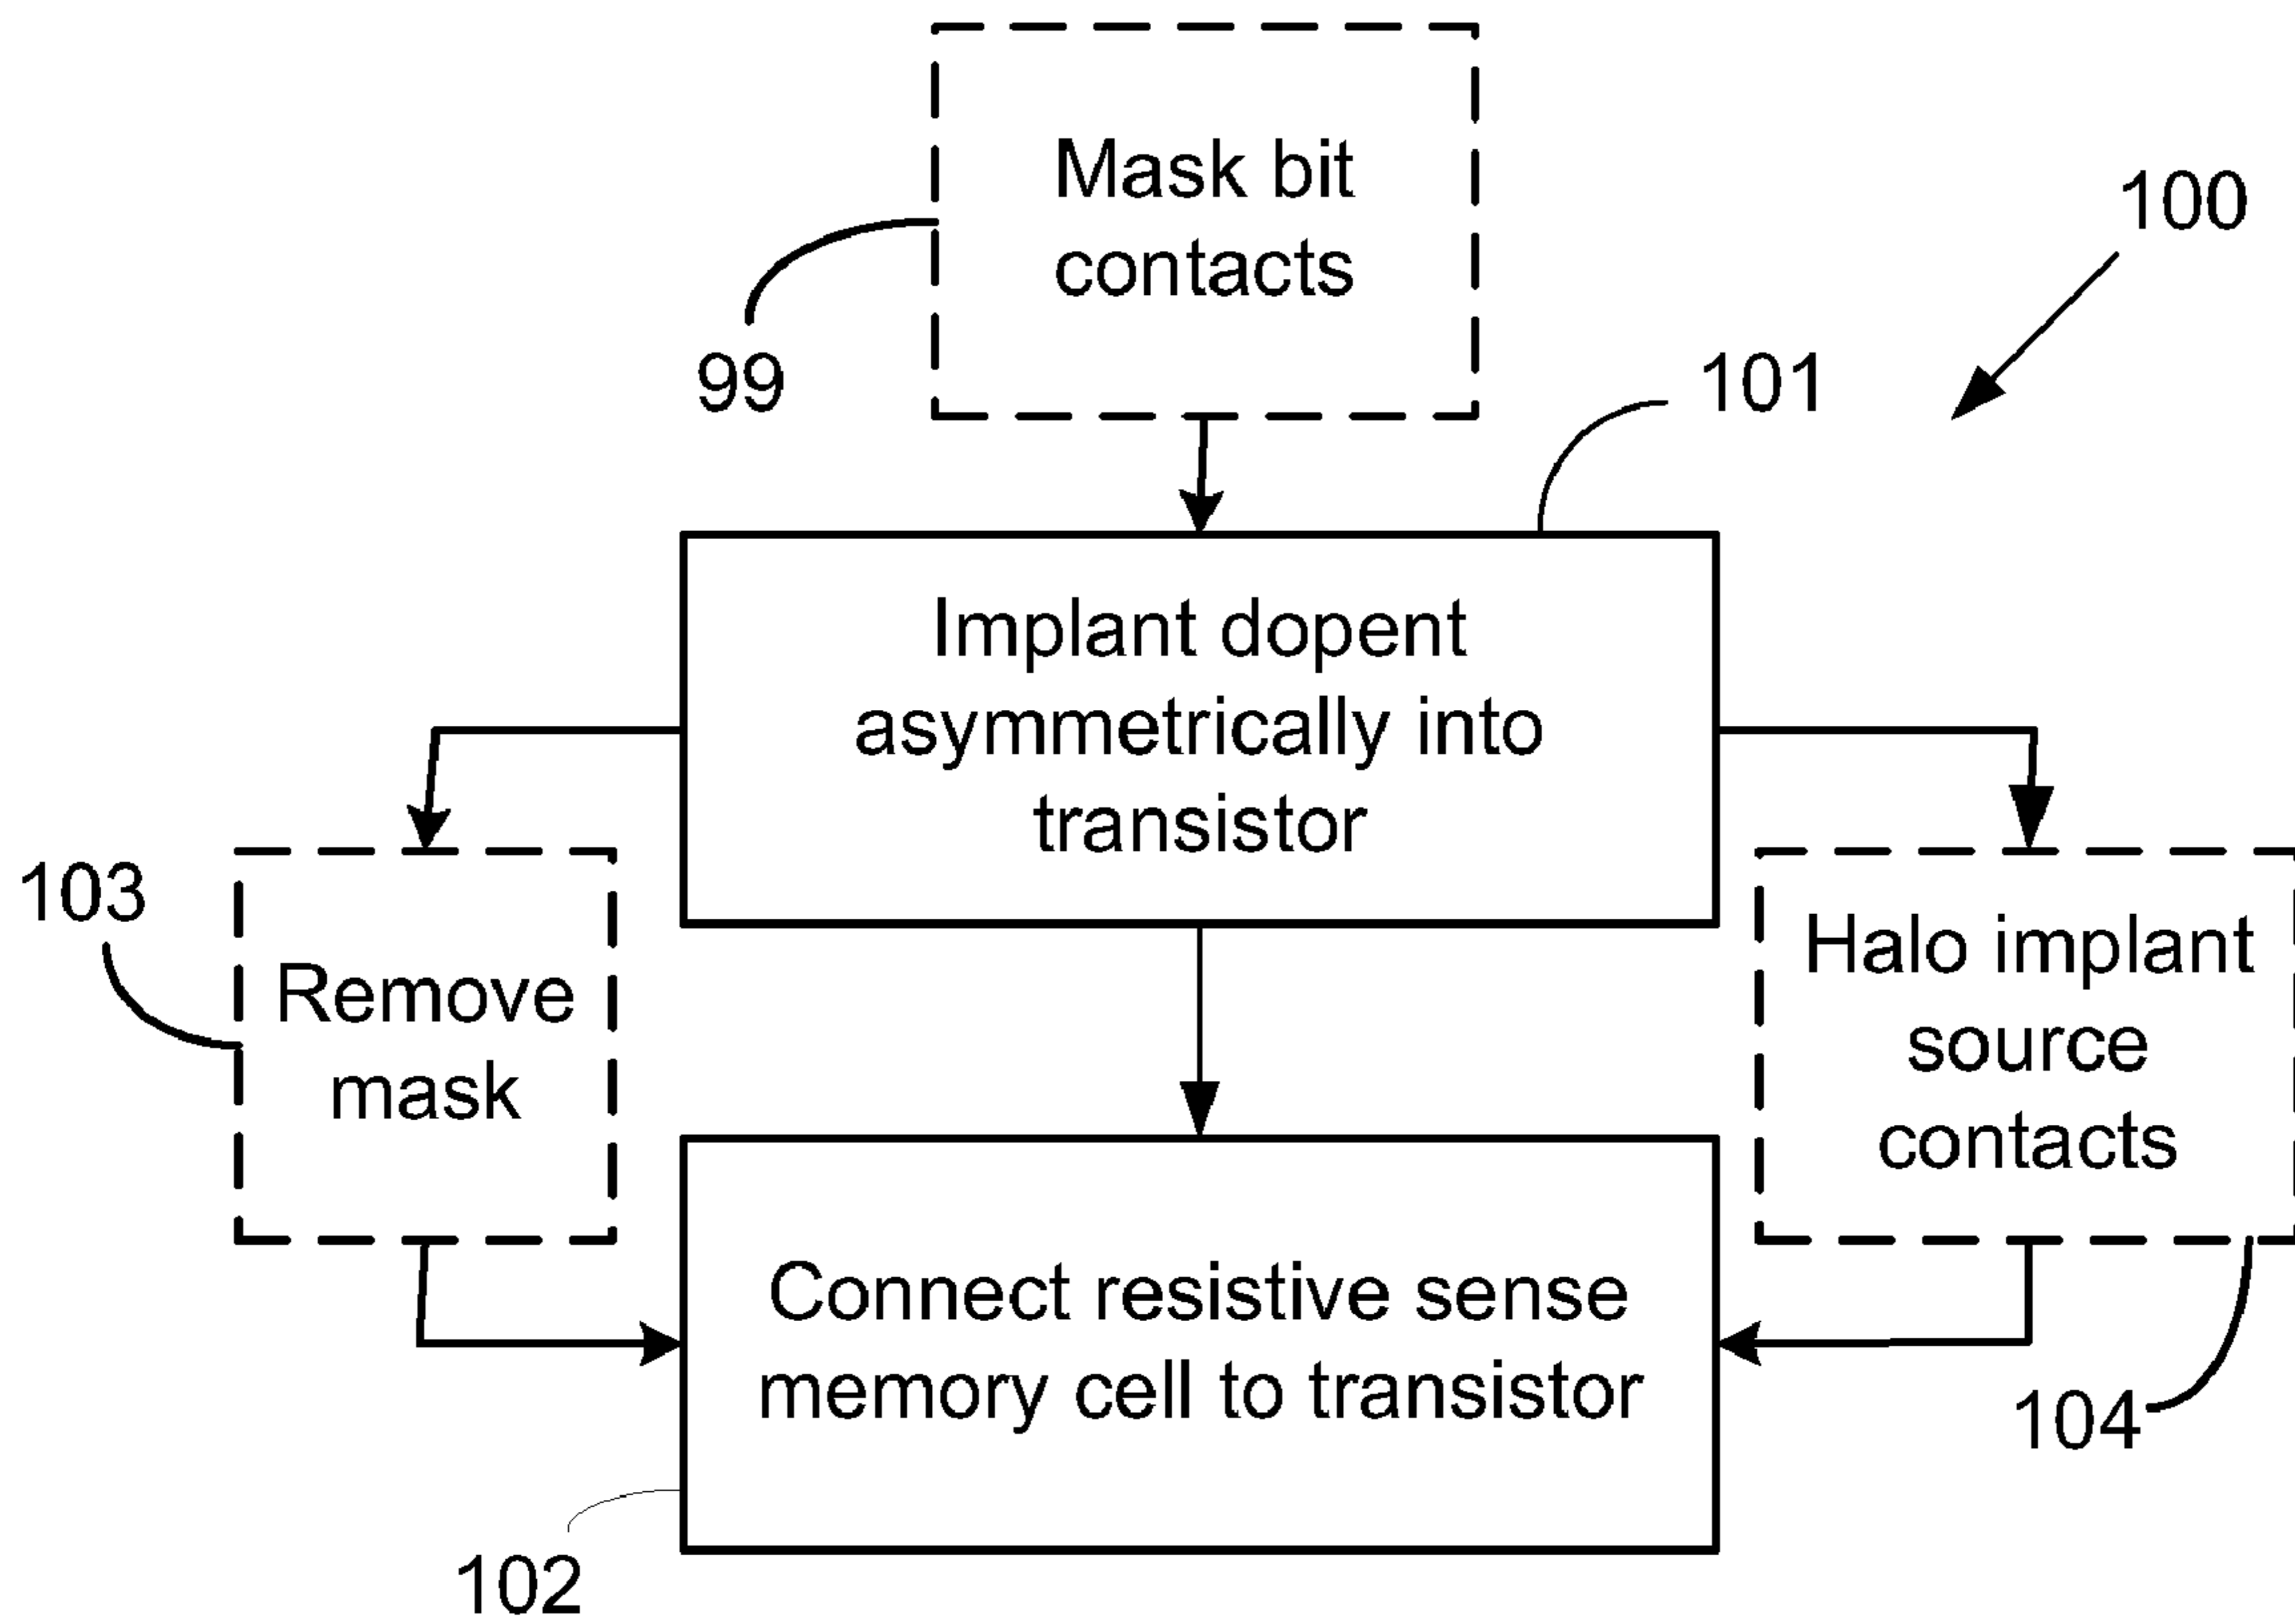 Mask bit
contacts
100
99
101
Implant dopent
asymmetrically into
transistor
103
Remove
mask
Halo implant
source
contacts
Connect resistive sense
memory cell to transistor
104
102